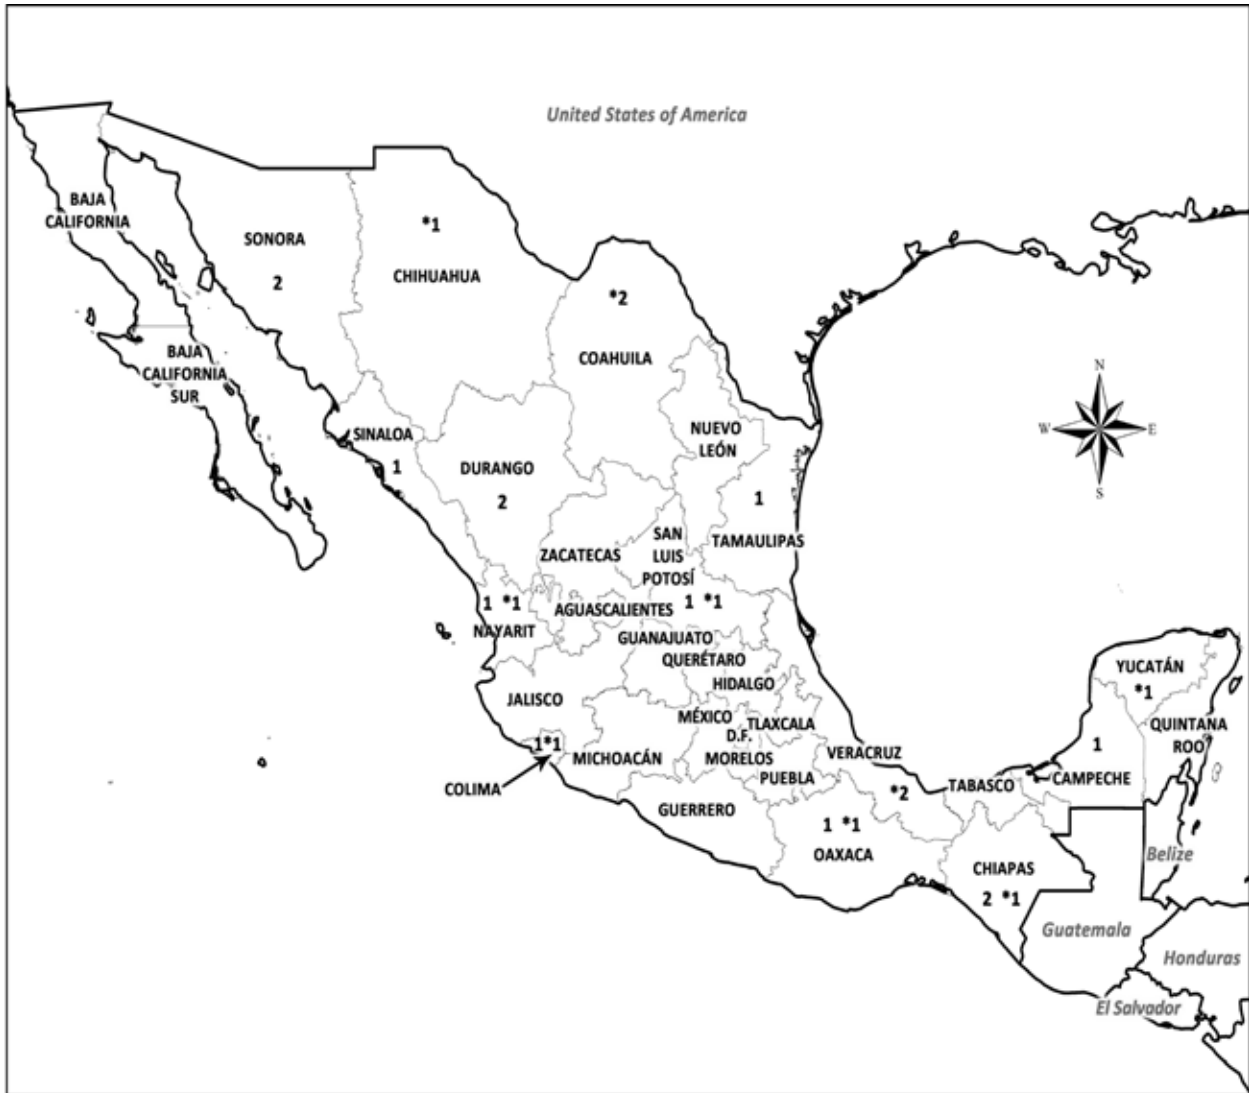 United States of America
BAJA
CALIFORNIA
SONORA
2
*1
CHIHUAHUA
*2
COAHUILA
BAJA
CALIFORNIA
SUR
SINALOA
1
DURANGO
2
NUEVO
LEÓN
1
TAMAULIPAS
N
W E
S
ZACATECAS
SAN
LUIS
POTOSÍ
1 *1
1 *1
NAYARIT
AGUASCALIENTES
GUANAJUATO
QUERÉTARO
HIDALGO
JALISCO
MÉXICO
TLAXCALA
D.F.
MORELOS
PUEBLA
1*1
COLIMA
MICHOACÁN
GUERRERO
VERACRUZ
*2
1 *1
OAXACA
TABASCO
CHIAPAS
2 *1
YUCATÁN
*1
QUINTANA
ROO
1
CAMPECHE
Belize
Guatemala
Honduras
El Salvador